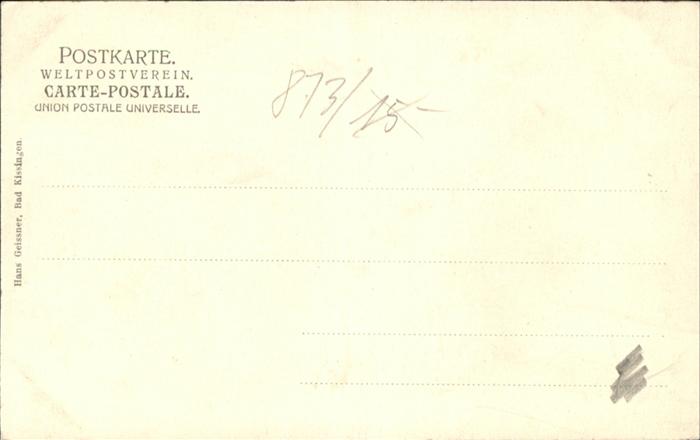 POSTKARTE.
WELTPOSTVEREIN.
CARTE-POSTALE.
UNION POSTALE UNIVERSELLE.
873/15-
Hans Geissner, Bad Kissingen.